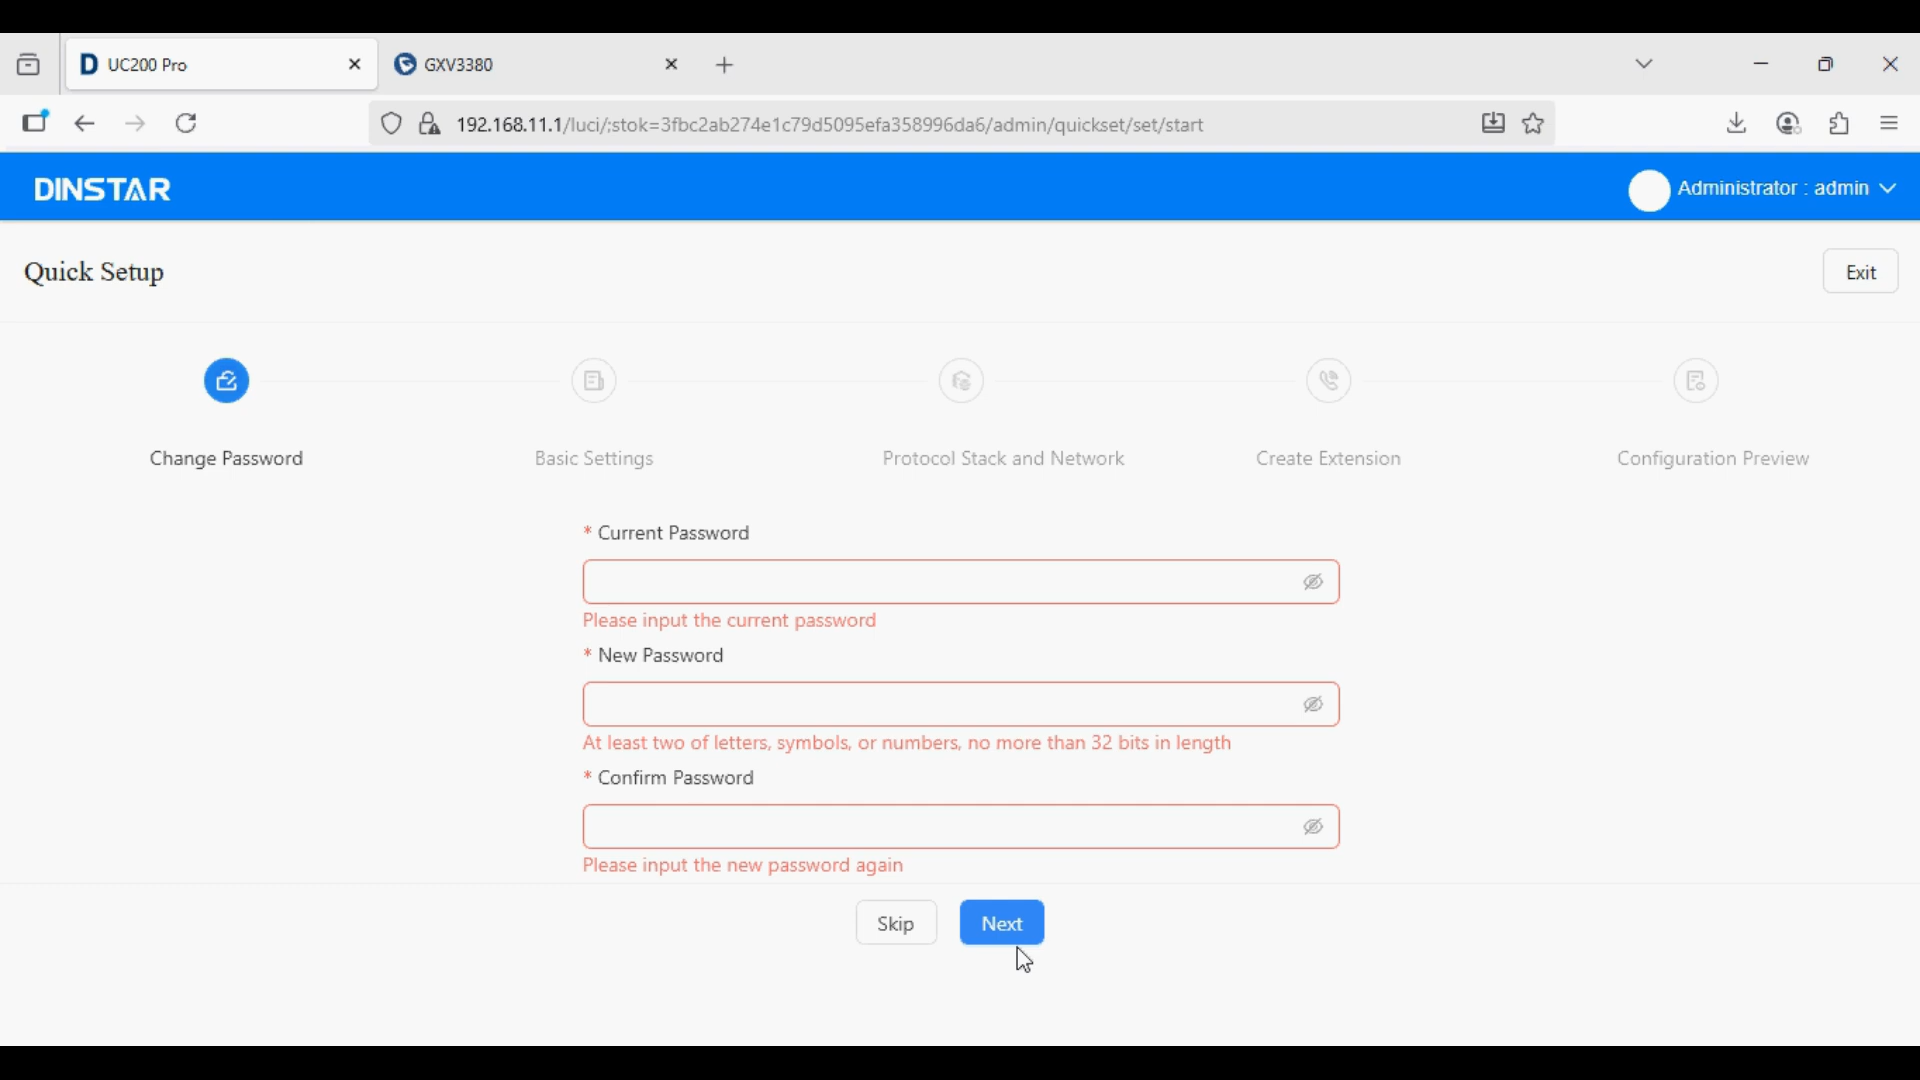 UC200 Pro
GXV3380
192.168.11.1/luci/;stok=3fbc2ab274e1c79d5095efa358996da6/admin/quickset/set/start
DINSTAR
Administrator : admin
Quick Setup
Exit
Change Password
Basic Settings
Protocol Stack and Network
Create Extension
Configuration Preview
* Current Password
Please input the current password
* New Password
At least two of letters, symbols, or numbers, no more than 32 bits in length
* Confirm Password
Please input the new password again
Skip
Next